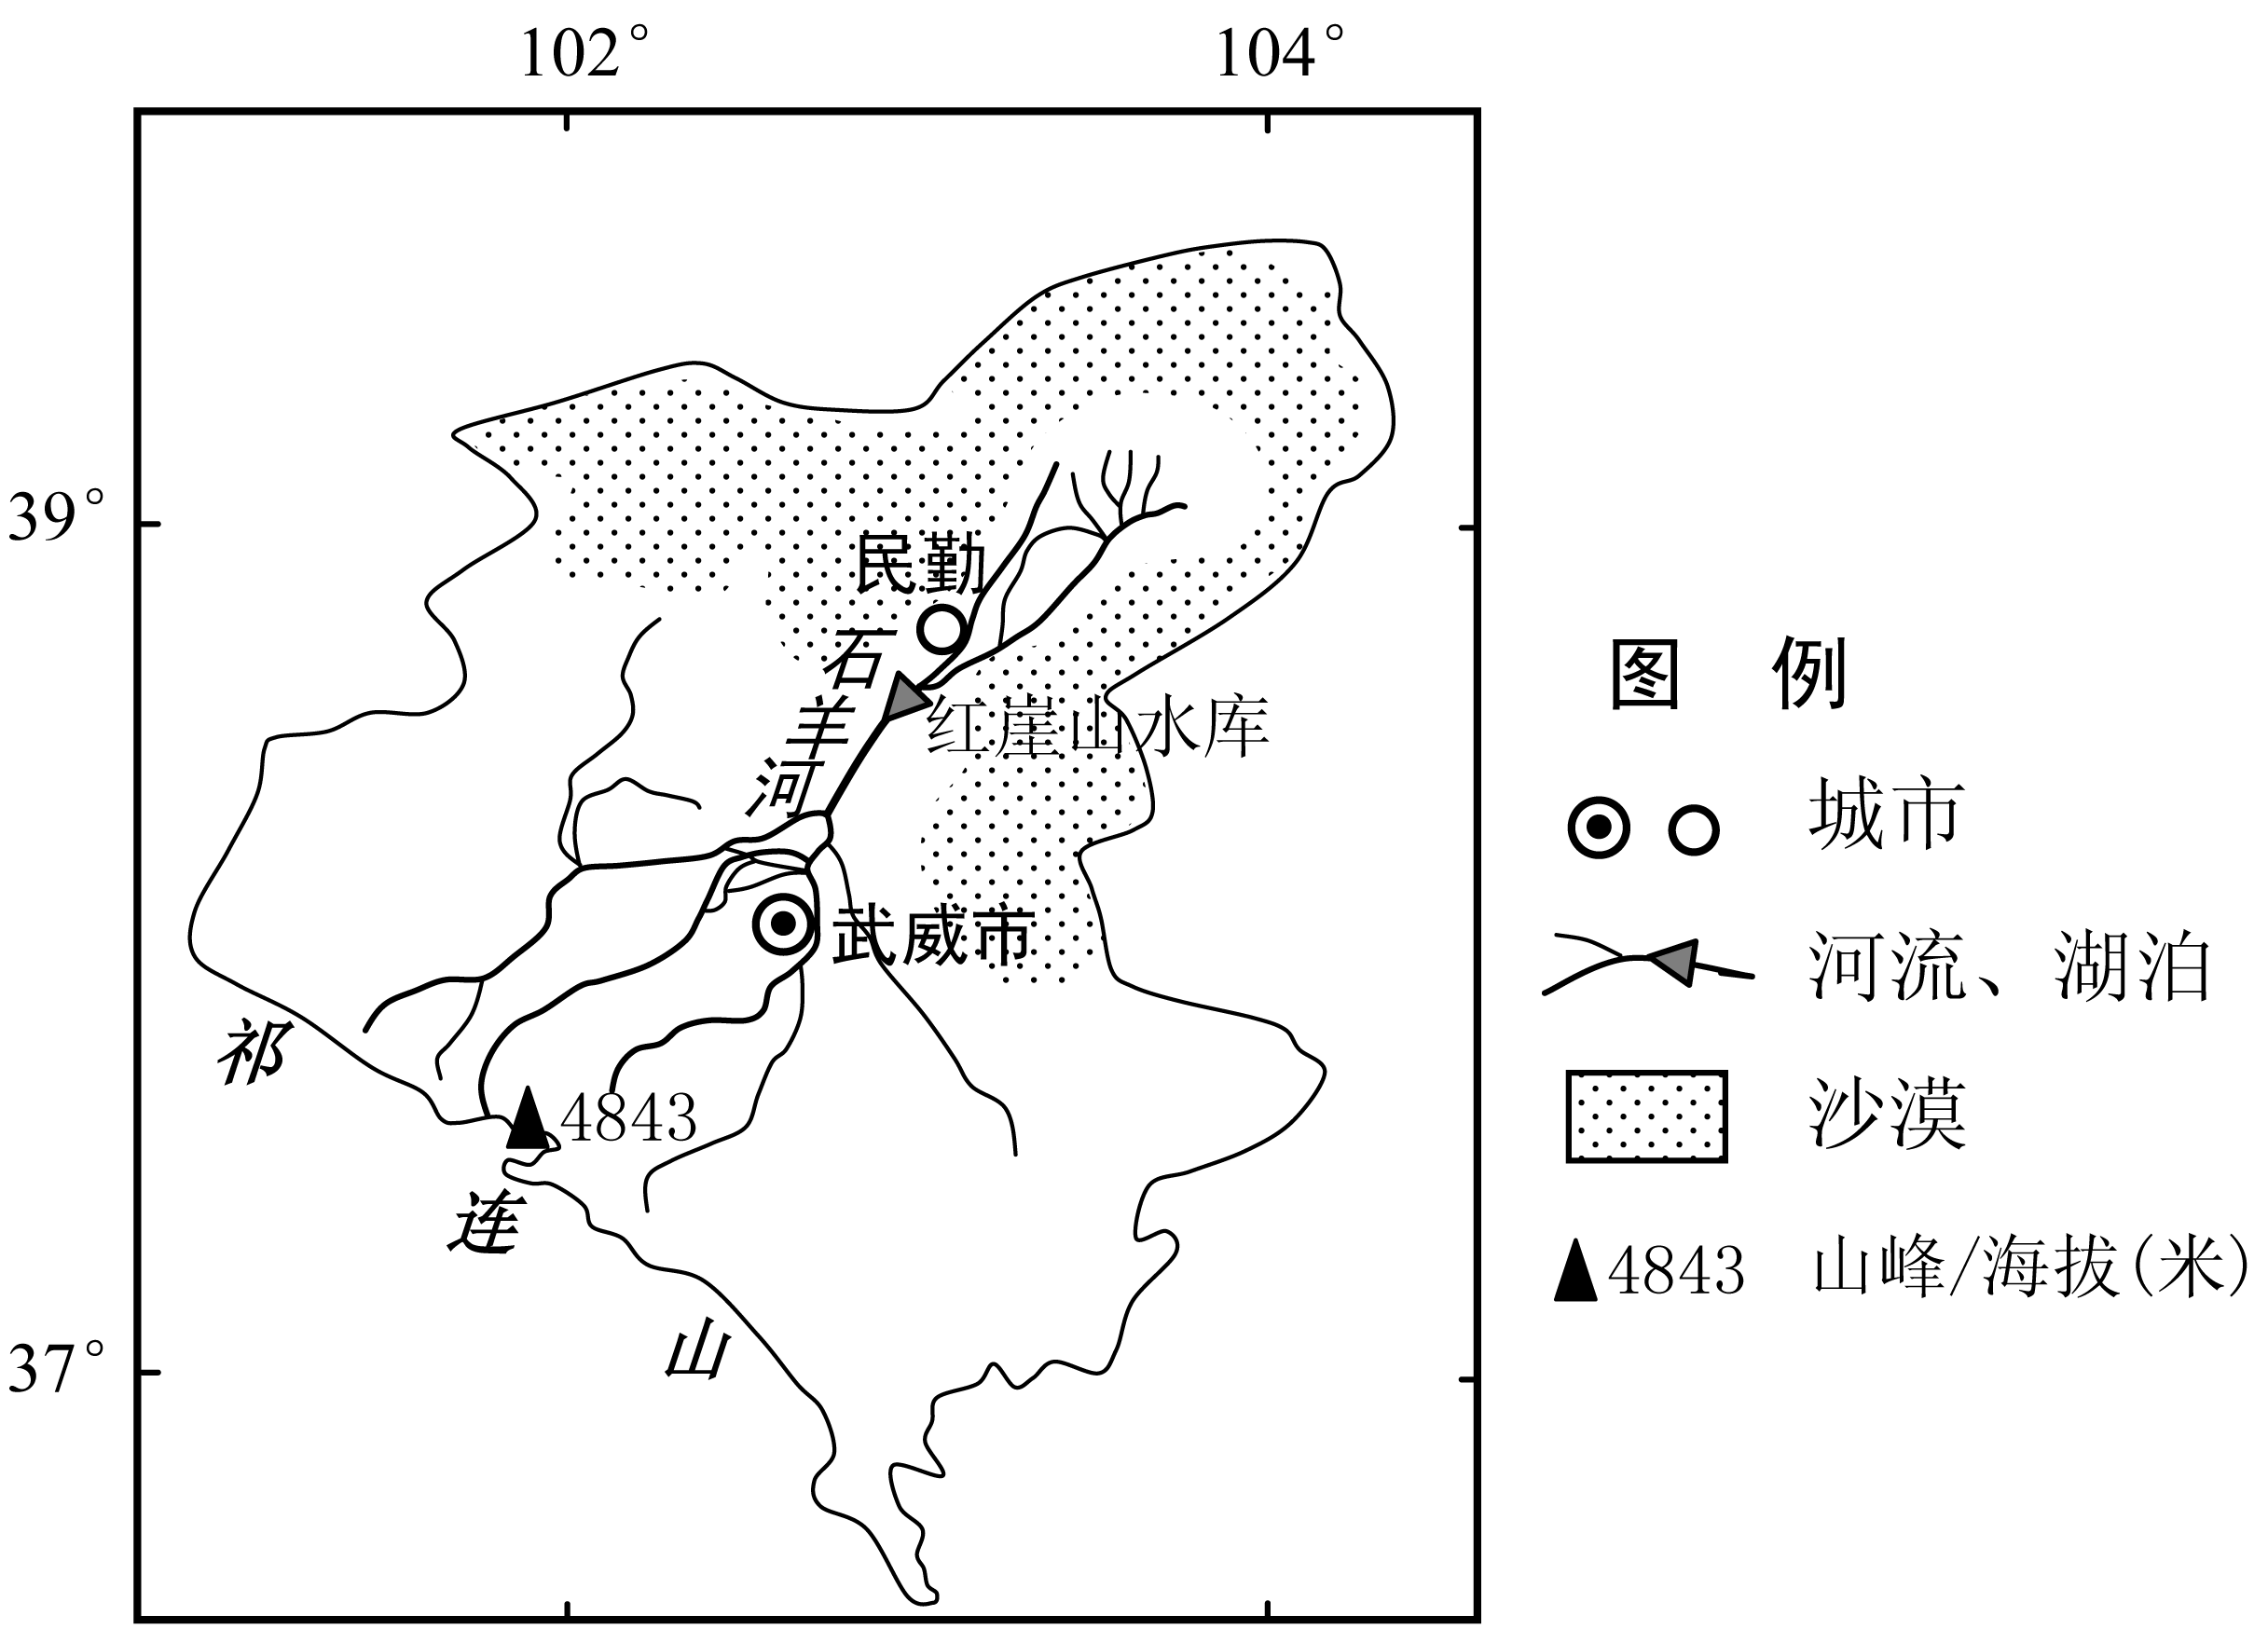 102° 104°
39°
民勤
石羊河
红崖山水库
武威市
祁连山
4843
37°
图 例
城市
河流、湖泊
沙漠
4843 山峰/海拔(米)